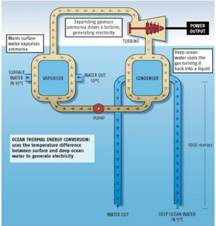 Expanding gaseous
ammonia drives a turbine,
generating electricity
POWER
OUTPUT
TURBINE
Warm surface
water vaporises
ammonia
Deep ocean
water cools the
gas turning it
back into a liquid
SURFACE
WATER
VAPORISER
WATER OUT
CONDENSER
PUMP
OCEAN THERMAL ENERGY CONVERSION:
uses the temperature difference
between surface and deep ocean
water to generate electricity
1000 metres
WATER OUT
DEEP OCEAN WATER
IN 5°C